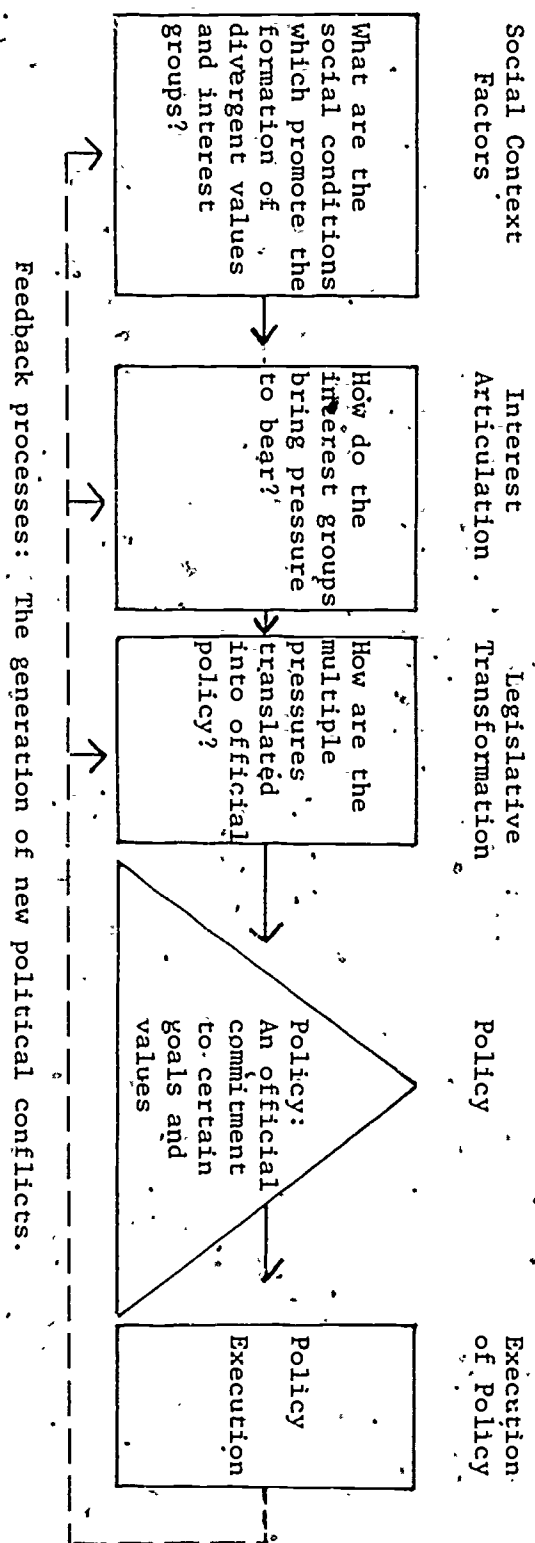 Social Context
Factors
Interest
Articulation
Legislative
Transformation
Policy
Execution
of Policy
What are the
social conditions
which promote the
formation of
divergent values
and interest
groups?
How do the
interest groups
bring pressure
to bear?
How are the
multiple
pressures
translated
into official
policy?
Policy:
An official
commitment
to certain
goals and
values
Policy
Execution
Feedback processes: The generation of new political conflicts.